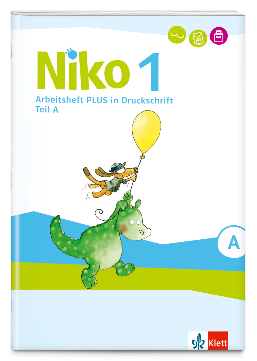 Niko 1
Arbeitsheft PLUS in Druckschrift
Teil A
A
Klett